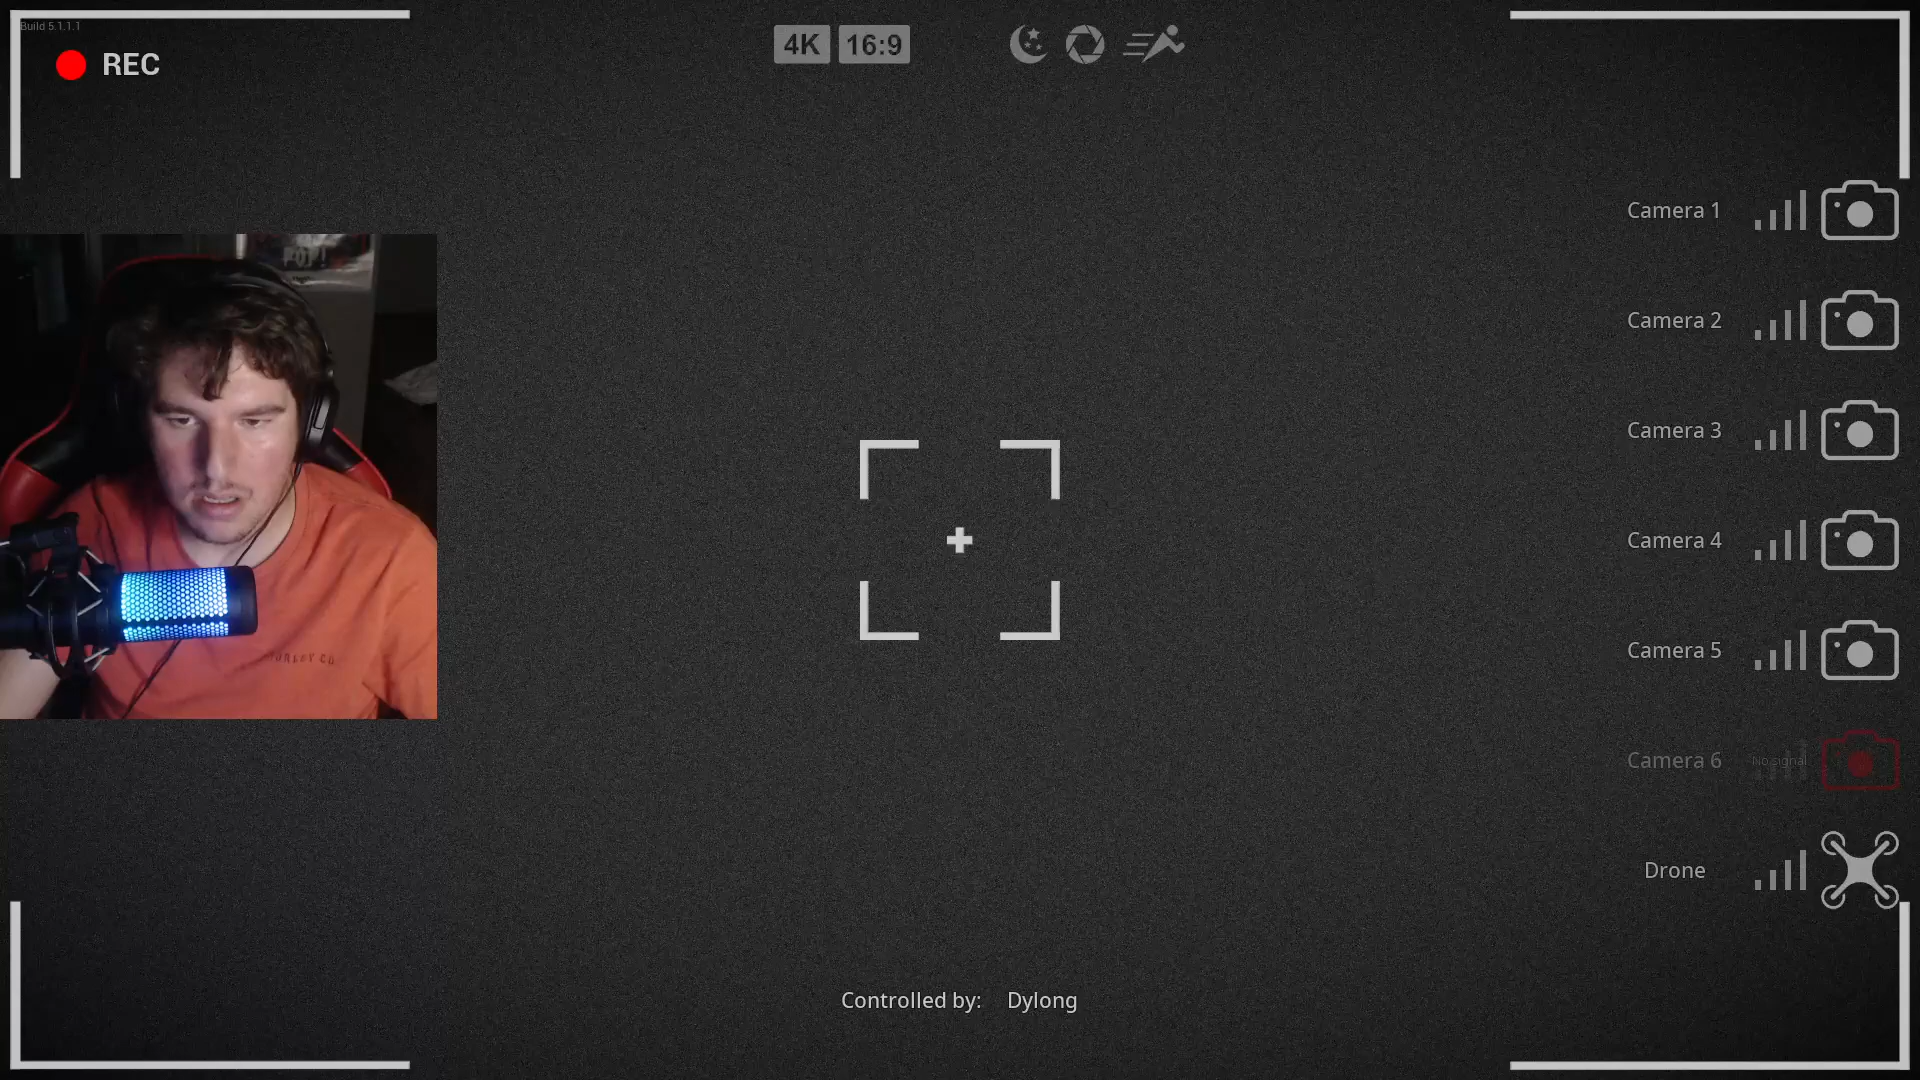 Build 5.1.1.1
REC
4K 16:9
Camera 1
Camera 2
Camera 3
Camera 4
Camera 5
Camera 6 No signal
Drone
Controlled by: Dylong